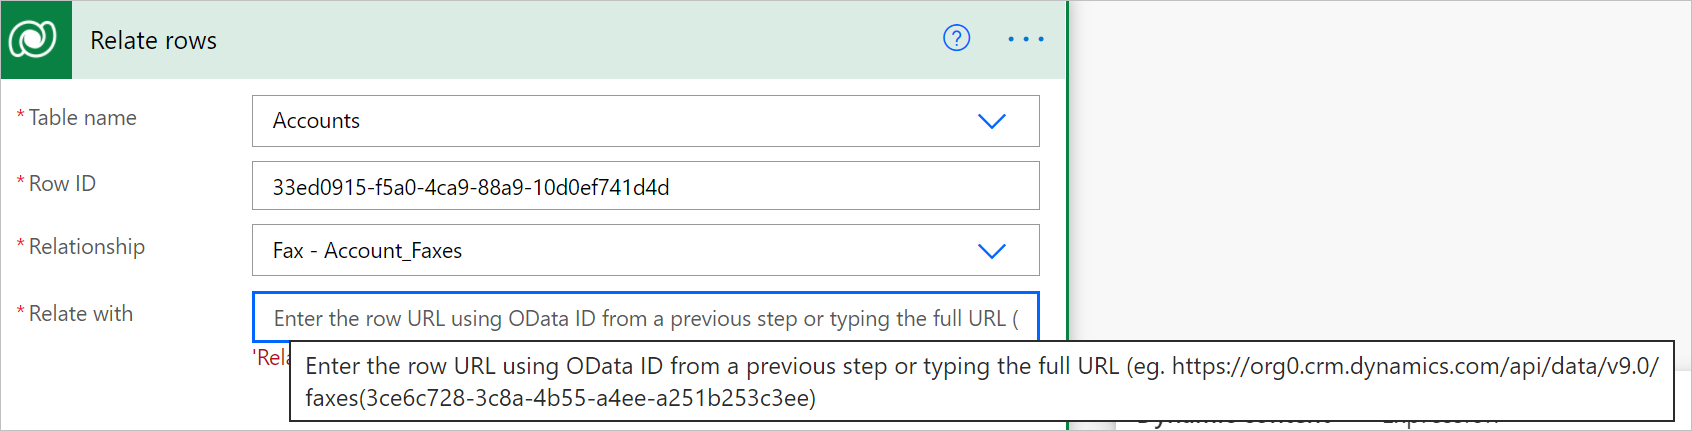 Relate rows
* Table name
Accounts
* Row ID
33ed0915-f5a0-4ca9-88a9-10d0ef741d4d
* Relationship
Fax - Account_Faxes
* Relate with
Enter the row URL using OData ID from a previous step or typing the full URL (
'Rel
Enter the row URL using OData ID from a previous step or typing the full URL (eg. https://org0.crm.dynamics.com/api/data/v9.0/
faxes(3ce6c728-3c8a-4b55-a4ee-a251b253c3ee)
Dynamic content Expression